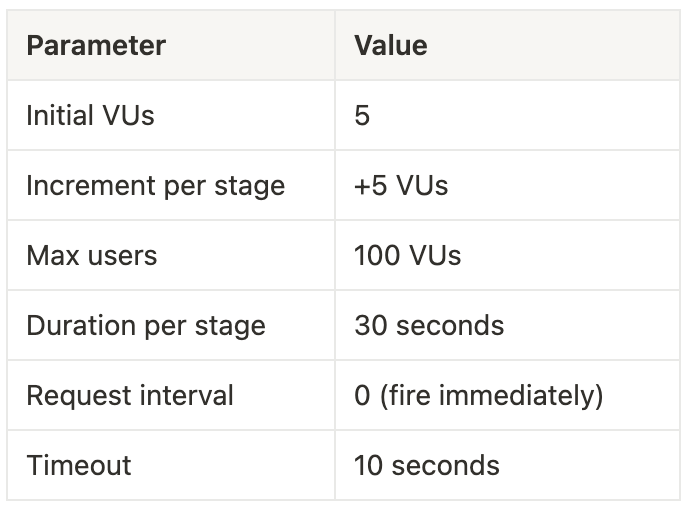 Parameter Value
Initial VUs 5
Increment per stage +5 VUs
Max users 100 VUs
Duration per stage 30 seconds
Request interval 0 (fire immediately)
Timeout 10 seconds